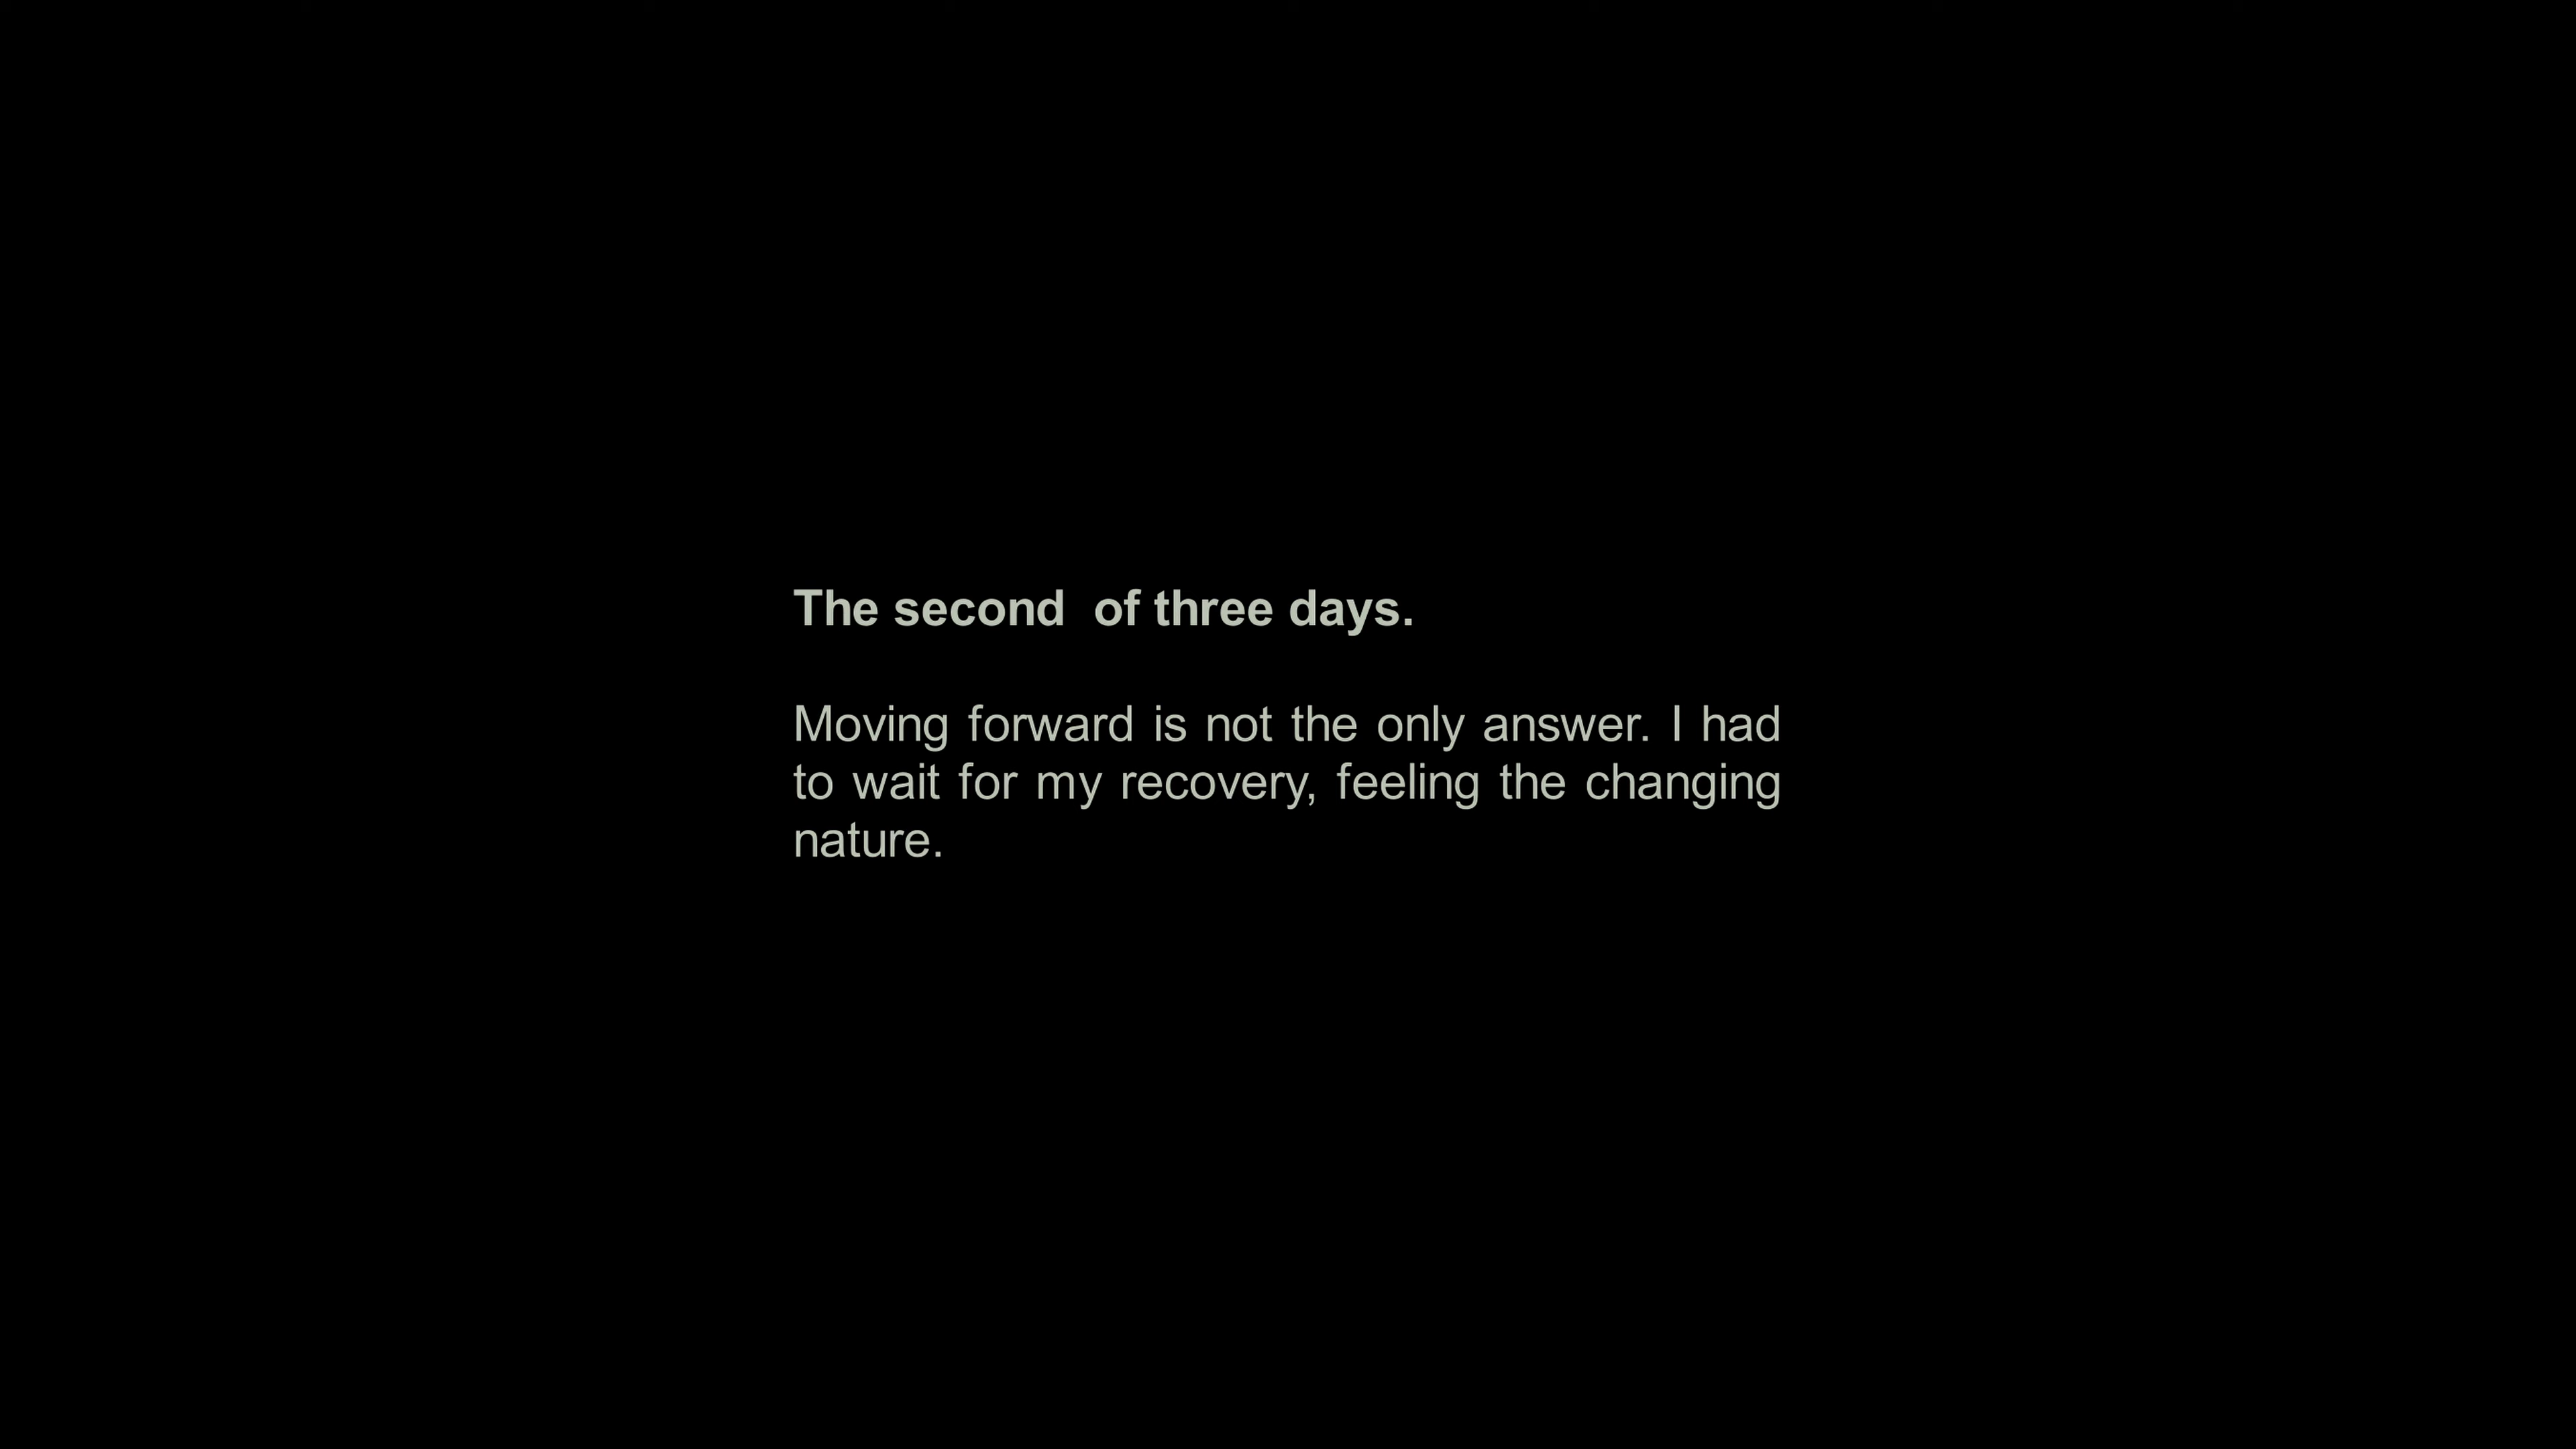 The second  of three days.
Moving forward is not the only answer. I had
to wait for my recovery, feeling the changing
nature.